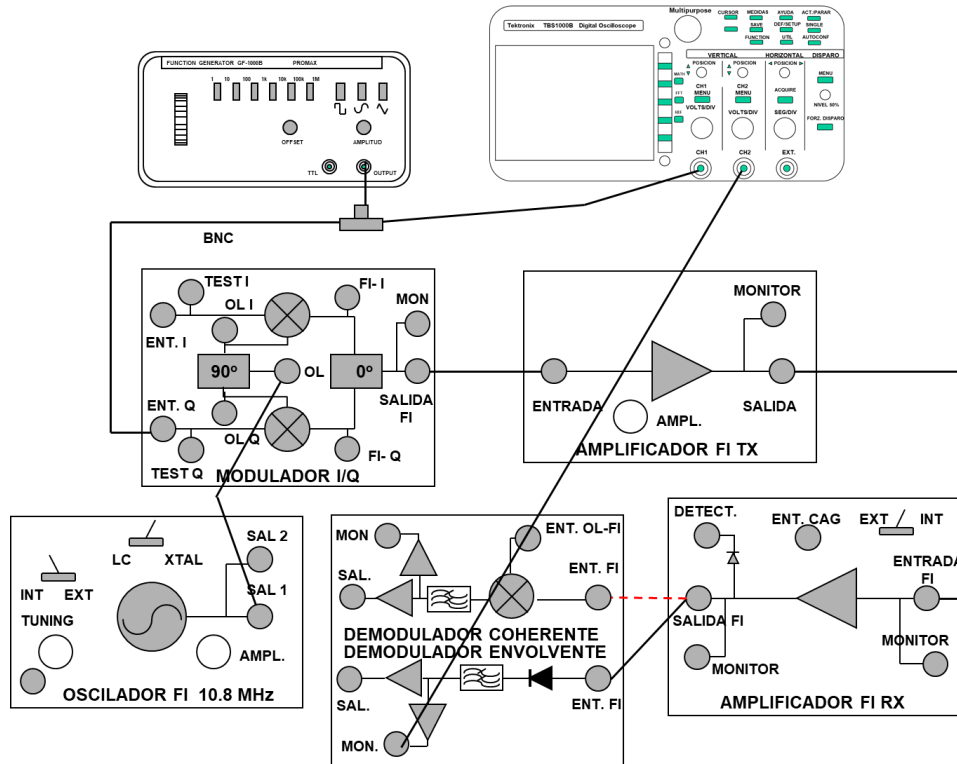 FUNCTION GENERATOR GF-1000B PROMAX
1 10 100 1k 10k 100k 1M
OFFSET
AMPLITUD
TTL
OUTPUT
Tektronix TBS1000B Digital Oscilloscope
Multipurpose
CURSOR MEDIDAS AYUDA ACT./PARAR
SAVE DEF/SETUP SINGLE
FUNCTION UTIL AUTOCONF
VERTICAL HORIZONTAL DISPARO
POSICION POSICION POSICION
MATH
FFT
REF
CH1 MENU
CH2 MENU
ACQUIRE
MENU
NIVEL 50%
VOLTS/DIV VOLTS/DIV SEG/DIV
FORZ. DISPARO
CH1 CH2 EXT.
BNC
TEST I
OL I
FI- I
MON
ENT. I
90º
OL
0º
SALIDA FI
ENT. Q
OL Q
TEST Q
FI- Q
MODULADOR I/Q
MONITOR
ENTRADA
AMPL.
SALIDA
AMPLIFICADOR FI TX
LC XTAL
INT EXT
SAL 2
SAL 1
TUNING
AMPL.
OSCILADOR FI 10.8 MHz
MON
ENT. OL-FI
SAL.
ENT. FI
DEMODULADOR COHERENTE
DEMODULADOR ENVOLVENTE
SAL.
ENT. FI
MON.
DETECT.
ENT. CAG
EXT INT
ENTRADA FI
SALIDA FI
MONITOR
MONITOR
AMPLIFICADOR FI RX